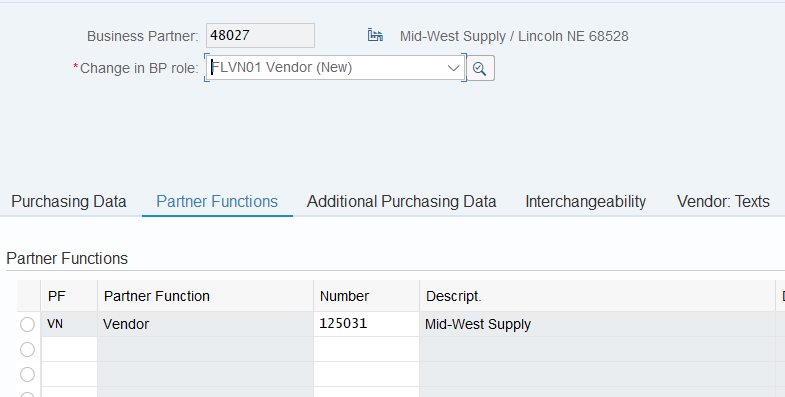 Business Partner: 48027 Mid-West Supply / Lincoln NE 68528
*Change in BP role: FLVN01 Vendor (New)
Purchasing Data Partner Functions Additional Purchasing Data Interchangeability Vendor: Texts
Partner Functions
PF Partner Function Number Descript.
VN Vendor 125031 Mid-West Supply